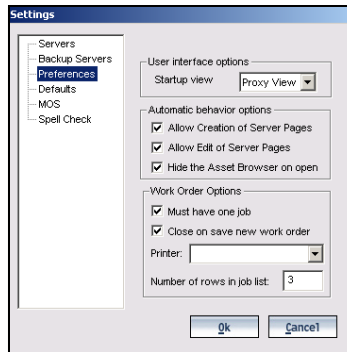 Settings
Servers
Backup Servers
Preferences
Defaults
MOS
Spell Check
User interface options
Startup view
Proxy View
Automatic behavior options
Allow Creation of Server Pages
Allow Edit of Server Pages
Hide the Asset Browser on open
Work Order Options
Must have one job
Close on save new work order
Printer:
Number of rows in job list: 3
Ok Cancel